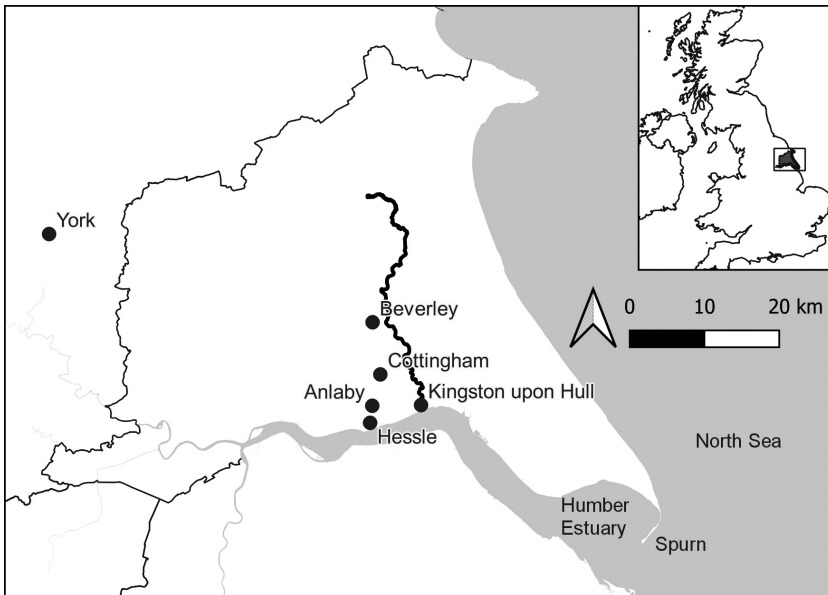 York
0 10 20 km
Beverley
Cottingham
Anlaby
Kingston upon Hull
Hessle
North Sea
Humber
Estuary
Spurn